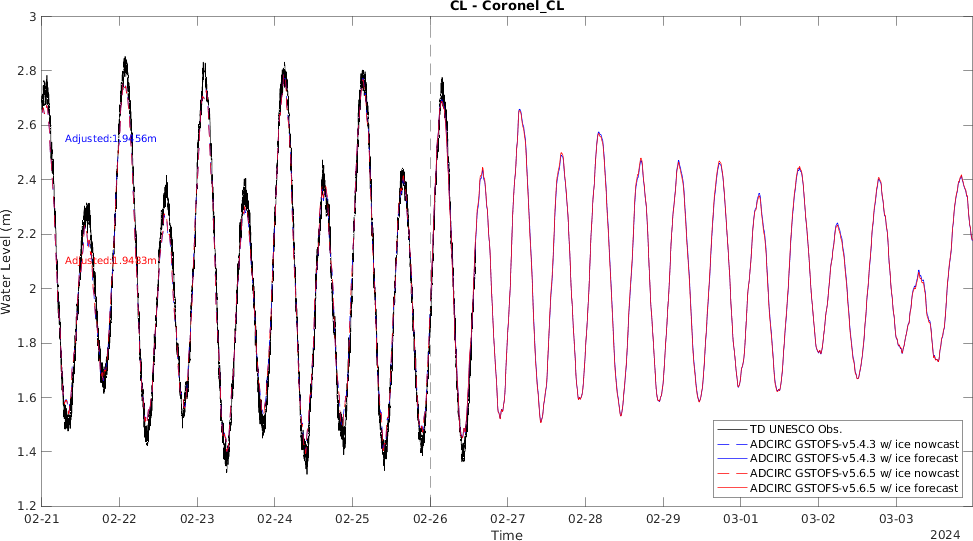 CL - Coronel_CL
3
2.8
2.6
2.4
2.2
2
1.8
1.6
1.4
1.2
Water Level (m)
Adjusted:1.9456m
Adjusted:1.9483m
TD UNESCO Obs.
ADCIRC GSTOFS-v5.4.3 w/ ice nowcast
ADCIRC GSTOFS-v5.4.3 w/ ice forecast
ADCIRC GSTOFS-v5.6.5 w/ ice nowcast
ADCIRC GSTOFS-v5.6.5 w/ ice forecast
02-21 02-22 02-23 02-24 02-25 02-26 02-27 02-28 02-29 03-01 03-02 03-03
Time
2024